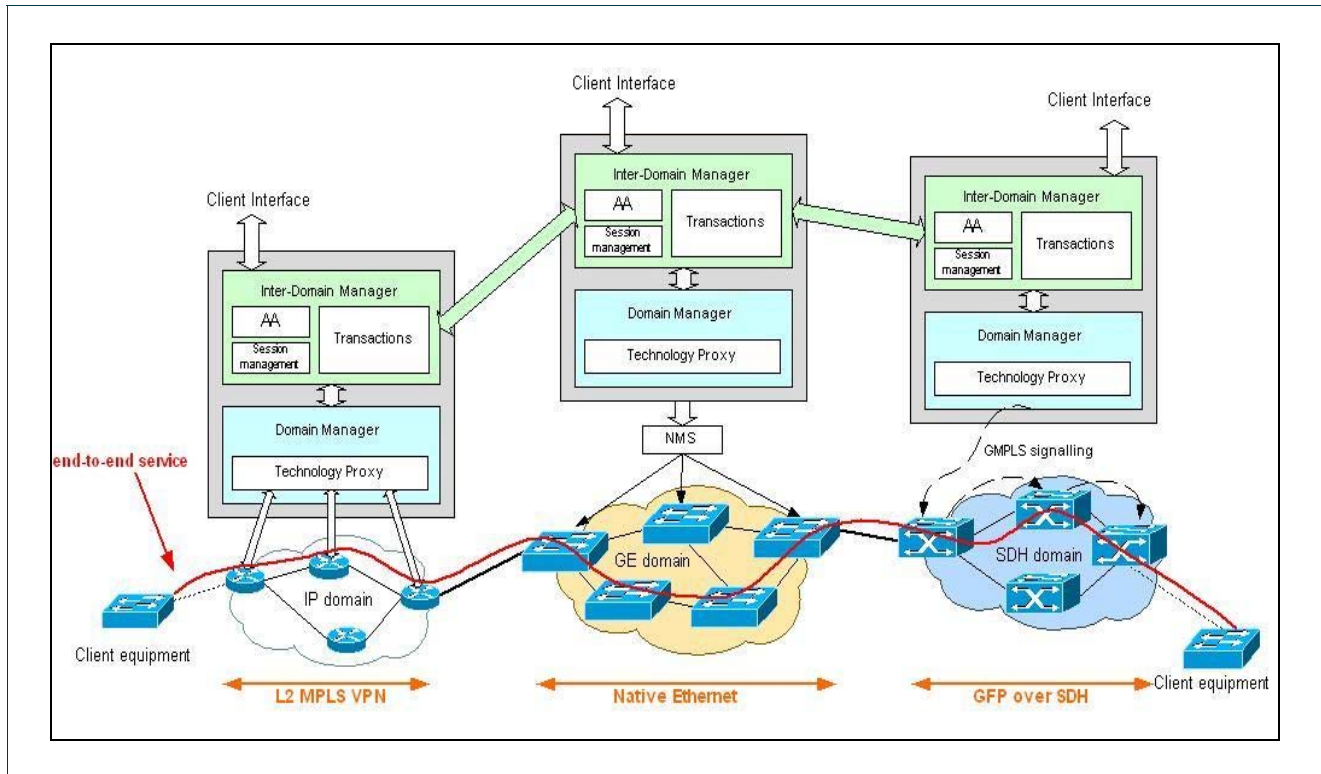 Client Interface
Inter-Domain Manager
AA
Session
management
Transactions
Domain Manager
Technology Proxy
Client Interface
Inter-Domain Manager
AA
Session
management
Transactions
Domain Manager
Technology Proxy
NMS
Client Interface
Inter-Domain Manager
AA
Session
management
Transactions
Domain Manager
Technology Proxy
GMPLS signalling
end-to-end service
IP domain
GE domain
SDH domain
Client equipment
Client equipment
L2 MPLS VPN
Native Ethernet
GFP over SDH